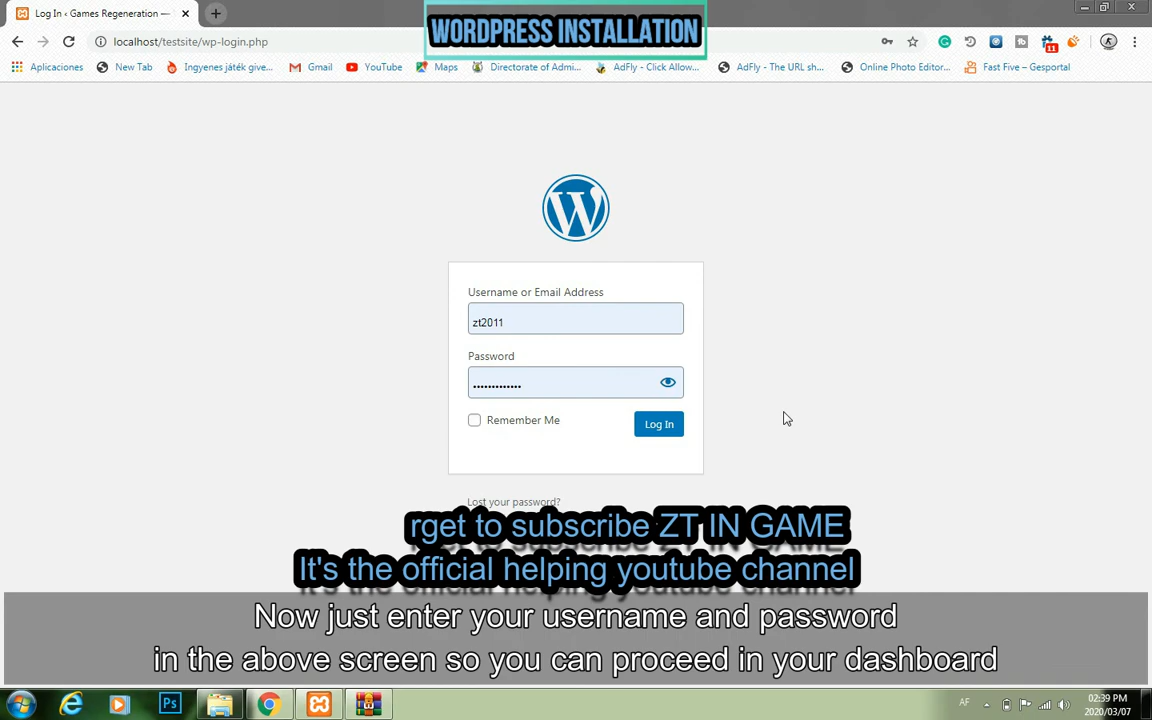 Log In ‹ Games Regeneration —
WORDPRESS INSTALLATION
localhost/testsite/wp-login.php
11
Aplicaciones
New Tab
Ingyenes játék give...
Gmail
YouTube
Maps
Directorate of Admi...
AdFly - Click Allow...
AdFly - The URL sh...
Online Photo Editor...
Fast Five – Gesportal
Username or Email Address
zt2011
Password
•••••••••••••
Remember Me
Log In
Lost your password?
rget to subscribe ZT IN GAME
It's the official helping youtube channel
Now just enter your username and password
in the above screen so you can proceed in your dashboard
Ps
AF
02:39 PM
2020/03/07